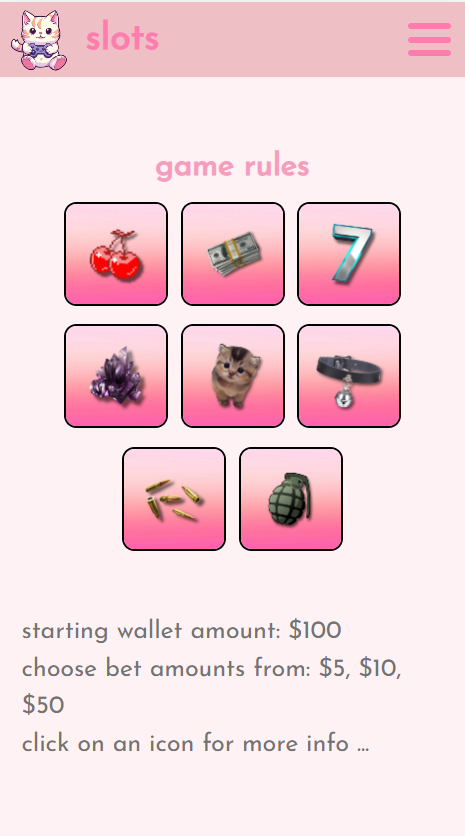 slots
game rules
7
starting wallet amount: $100
choose bet amounts from: $5, $10,
$50
click on an icon for more info ...